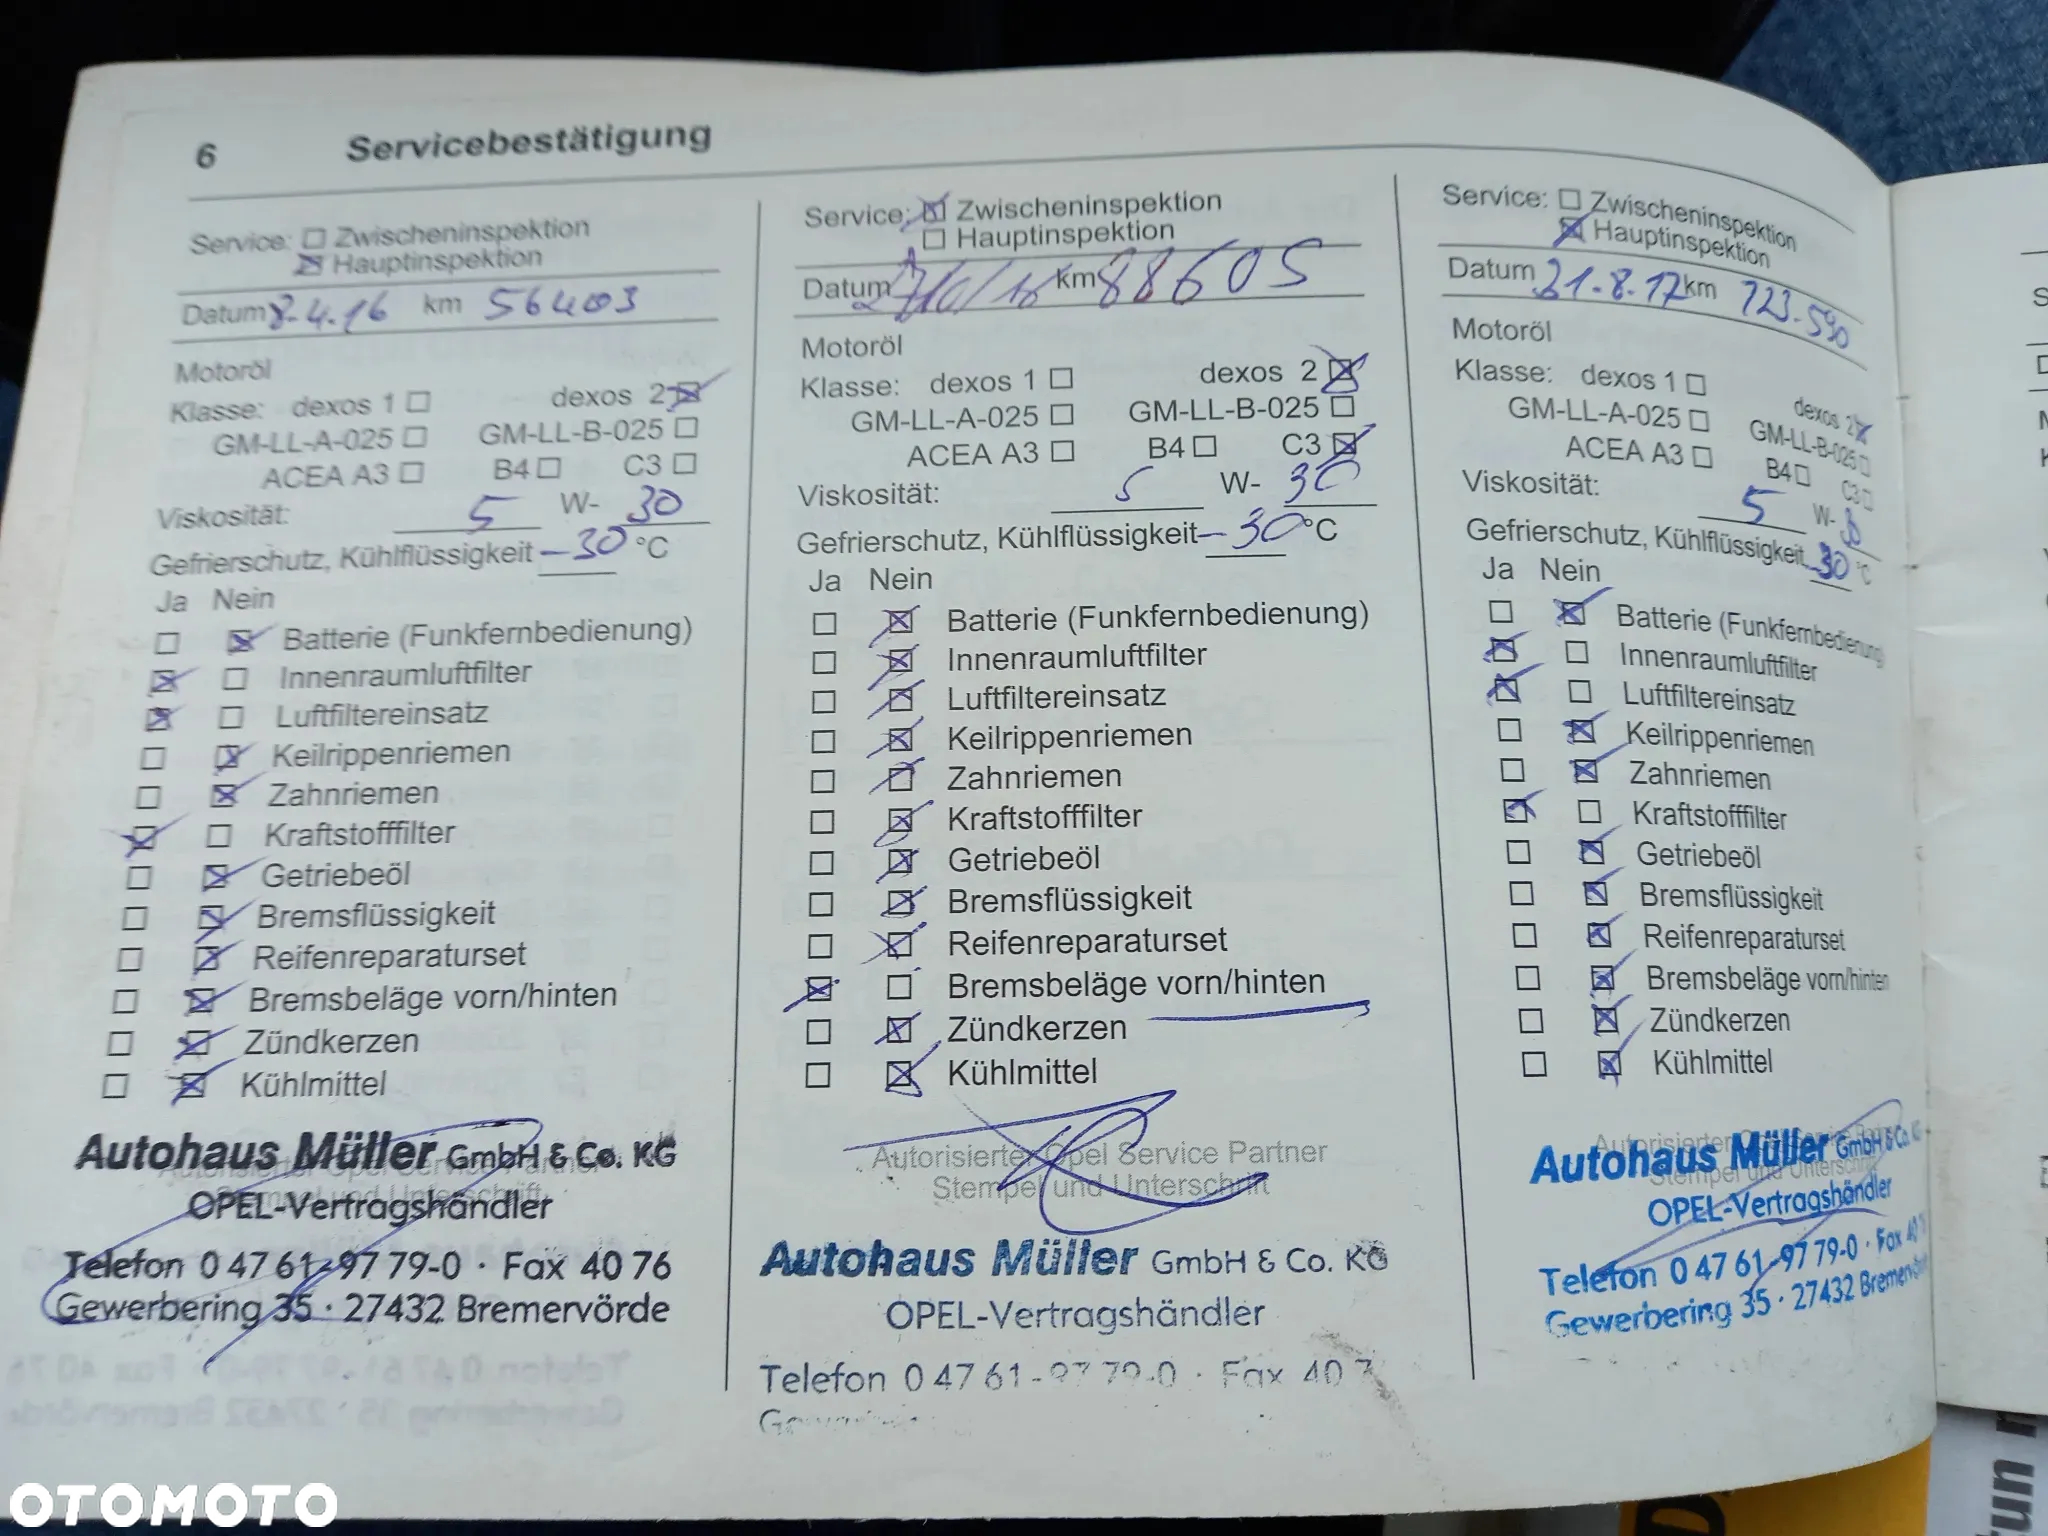 6 Servicebestätigung
Service: Zwischeninspektion
Hauptinspektion
Datum 8.4.16 km 56403
Motoröl
Klasse: dexos 1 dexos 2
GM-LL-A-025 GM-LL-B-025
ACEA A3 B4 C3
Viskosität: 5 W- 30
Gefrierschutz, Kühlflüssigkeit -30 °C
Ja Nein
Batterie (Funkfernbedienung)
Innenraumluftfilter
Luftfiltereinsatz
Keilrippenriemen
Zahnriemen
Kraftstofffilter
Getriebeöl
Bremsflüssigkeit
Reifenreparaturset
Bremsbeläge vorn/hinten
Zündkerzen
Kühlmittel
Autohaus Müller GmbH & Co. KG
OPEL-Vertragshändler
Telefon 0 47 61-97 79-0 · Fax 40 76
Gewerbering 35 · 27432 Bremervörde
Service: Zwischeninspektion
Hauptinspektion
Datum km 88605
Motoröl
Klasse: dexos 1 dexos 2
GM-LL-A-025 GM-LL-B-025
ACEA A3 B4 C3
Viskosität: 5 W- 30
Gefrierschutz, Kühlflüssigkeit -30 °C
Ja Nein
Batterie (Funkfernbedienung)
Innenraumluftfilter
Luftfiltereinsatz
Keilrippenriemen
Zahnriemen
Kraftstofffilter
Getriebeöl
Bremsflüssigkeit
Reifenreparaturset
Bremsbeläge vorn/hinten
Zündkerzen
Kühlmittel
Autorisierter Opel Service Partner
Stempel und Unterschrift
Autohaus Müller GmbH & Co. KG
OPEL-Vertragshändler
Telefon 0 47 61-97 79-0 · Fax 40 7
Service: Zwischeninspektion
Hauptinspektion
Datum 21.8.17 km 123.590
Motoröl
Klasse: dexos 1 dexos 2
GM-LL-A-025 GM-LL-B-025
ACEA A3 B4 C3
Viskosität: 5 W-
Gefrierschutz, Kühlflüssigkeit -30 °C
Ja Nein
Batterie (Funkfernbedienung)
Innenraumluftfilter
Luftfiltereinsatz
Keilrippenriemen
Zahnriemen
Kraftstofffilter
Getriebeöl
Bremsflüssigkeit
Reifenreparaturset
Bremsbeläge vorn/hinten
Zündkerzen
Kühlmittel
Autohaus Müller GmbH & Co.
OPEL-Vertragshändler
Telefon 0 47 61-97 79-0 · Fax
Gewerbering 35 · 27432
OTOMOTO